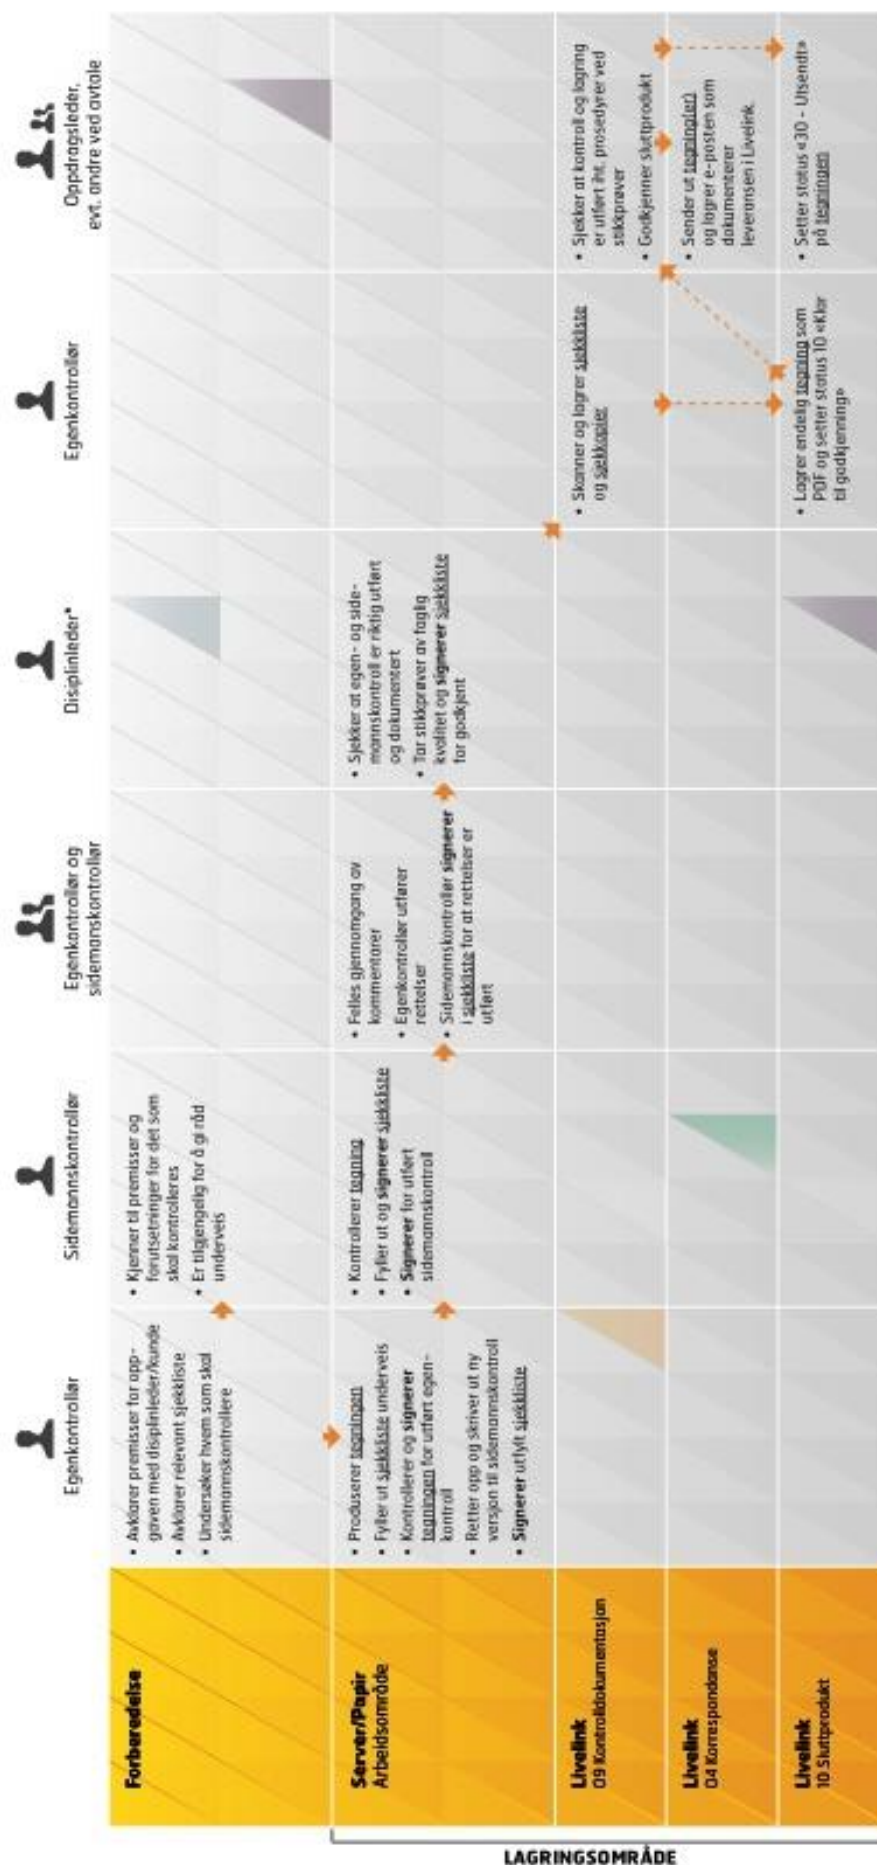 Egenkontrollør
Sidemannskontrollør
Egenkontrollør og
sidemanskontrollør
Disiplinleder*
Egenkontrollør
Oppdragsleder,
evt. andre ved avtale
Forberedelse
• Avklarer premisser for opp-
gaven med disiplinleder/kunde
• Avklarer relevant sjekkliste
• Undersøker hvem som skal
sidemannskontrollere
• Kjenner til premisser og
forutsetninger for det som
skal kontrolleres
• Er tilgjengelig for å gi råd
underveis
LAGRINGSOMRÅDE
Server/Papir
Arbeidsområde
• Produserer tegningen
• Fyller ut sjekkliste underveis
• Kontrollerer og signerer
tegningen for utført egen-
kontroll
• Retter opp og skriver ut ny
versjon til sidemannskontroll
• Signerer utfylt sjekkliste
• Kontrollerer tegning
• Fyller ut og signerer sjekkliste
• Signerer for utført
sidemannskontroll
• Felles gjennomgang av
kommentarer
• Egenkontrollør utfører
rettelser
• Sidemannskontrollør signerer
i sjekkliste for at rettelser er
utført
• Sjekker at egen- og side-
mannskontroll er riktig utført
og dokumentert
• Tar stikkprøver av faglig
kvalitet og signerer sjekkliste
for godkjent
Livelink
09 Kontrolldokumentasjon
• Skanner og lagrer sjekkliste
og sjekkopier.
• Sjekker at kontroll og lagring
er utført iht. prosedyrer ved
stikkprøver
• Godkjenner sluttprodukt
Livelink
04 Korrespondanse
• Sender ut tegning(er)
og lagrer e-posten som
dokumenterer
leveransen i Livelink.
Livelink
10 Sluttprodukt
• Lagrer endelig tegning som
PDF og setter status 10 «Klar
til godkjenning»
• Setter status «30 - Utsendt»
på tegningen